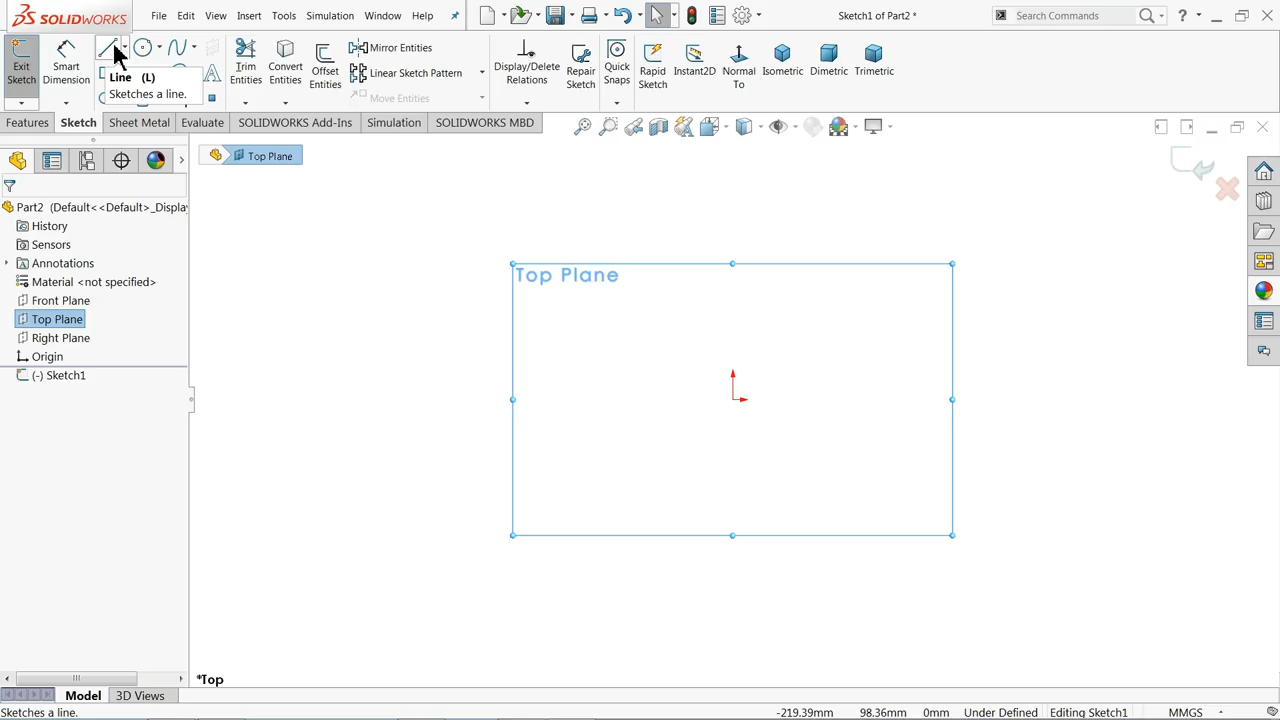 SOLIDWORKS File Edit View Insert Tools Simulation Window Help Sketch1 of Part2 * Search Commands ?
Exit Sketch Smart Dimension Trim Entities Convert Entities Offset Entities Mirror Entities Linear Sketch Pattern Move Entities Display/Delete Relations Repair Sketch Quick Snaps Rapid Sketch Instant2D Normal To Isometric Dimetric Trimetric
Line (L)
Sketches a line.
Features Sketch Sheet Metal Evaluate SOLIDWORKS Add-Ins Simulation SOLIDWORKS MBD
Top Plane
Part2 (Default<<Default>_Display
History
Sensors
Annotations
Material <not specified>
Front Plane
Top Plane
Right Plane
Origin
(-) Sketch1
Top Plane
*Top
Model 3D Views
Sketches a line. -219.39mm 98.36mm 0mm Under Defined Editing Sketch1 MMGS